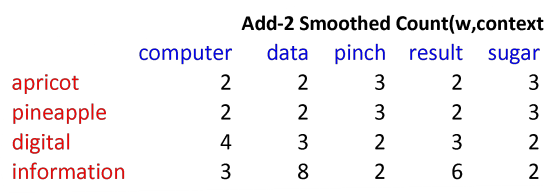 Add-2 Smoothed Count(w,context
computer data pinch result sugar
apricot 2 2 3 2 3
pineapple 2 2 3 2 3
digital 4 3 2 3 2
information 3 8 2 6 2